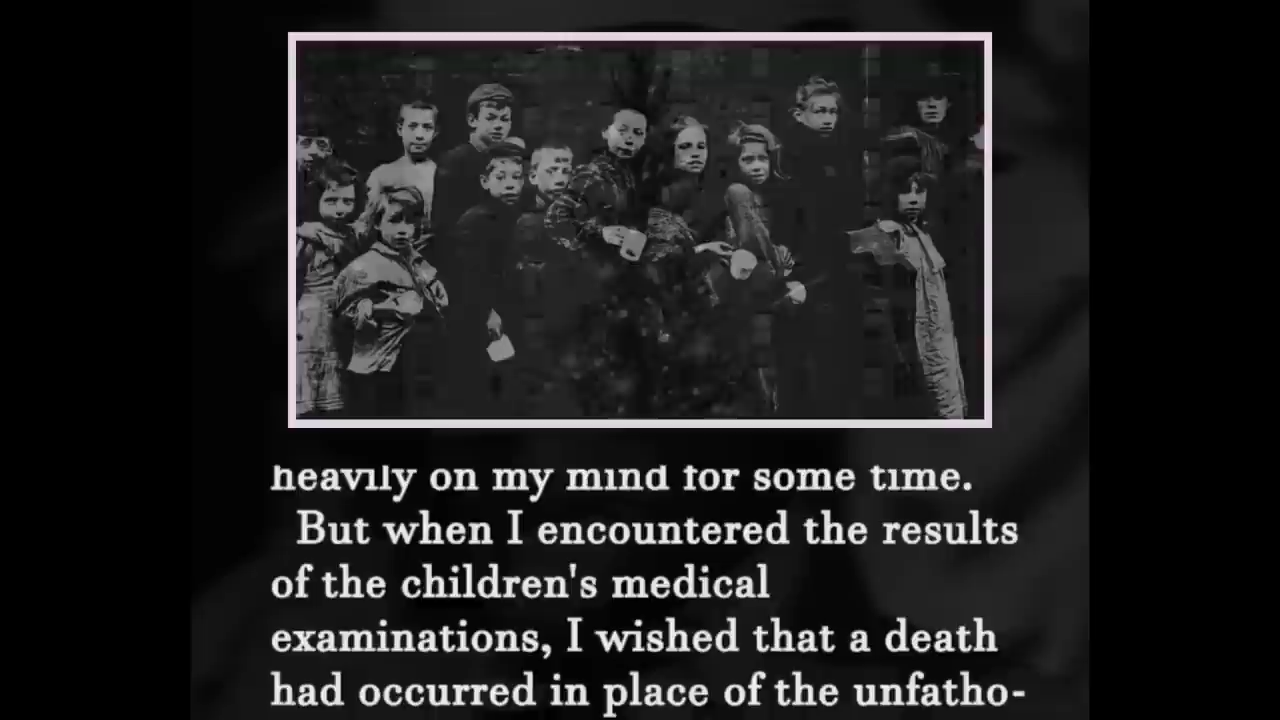 heavily on my mind for some time.
But when I encountered the results
of the children's medical
examinations, I wished that a death
had occurred in place of the unfatho-